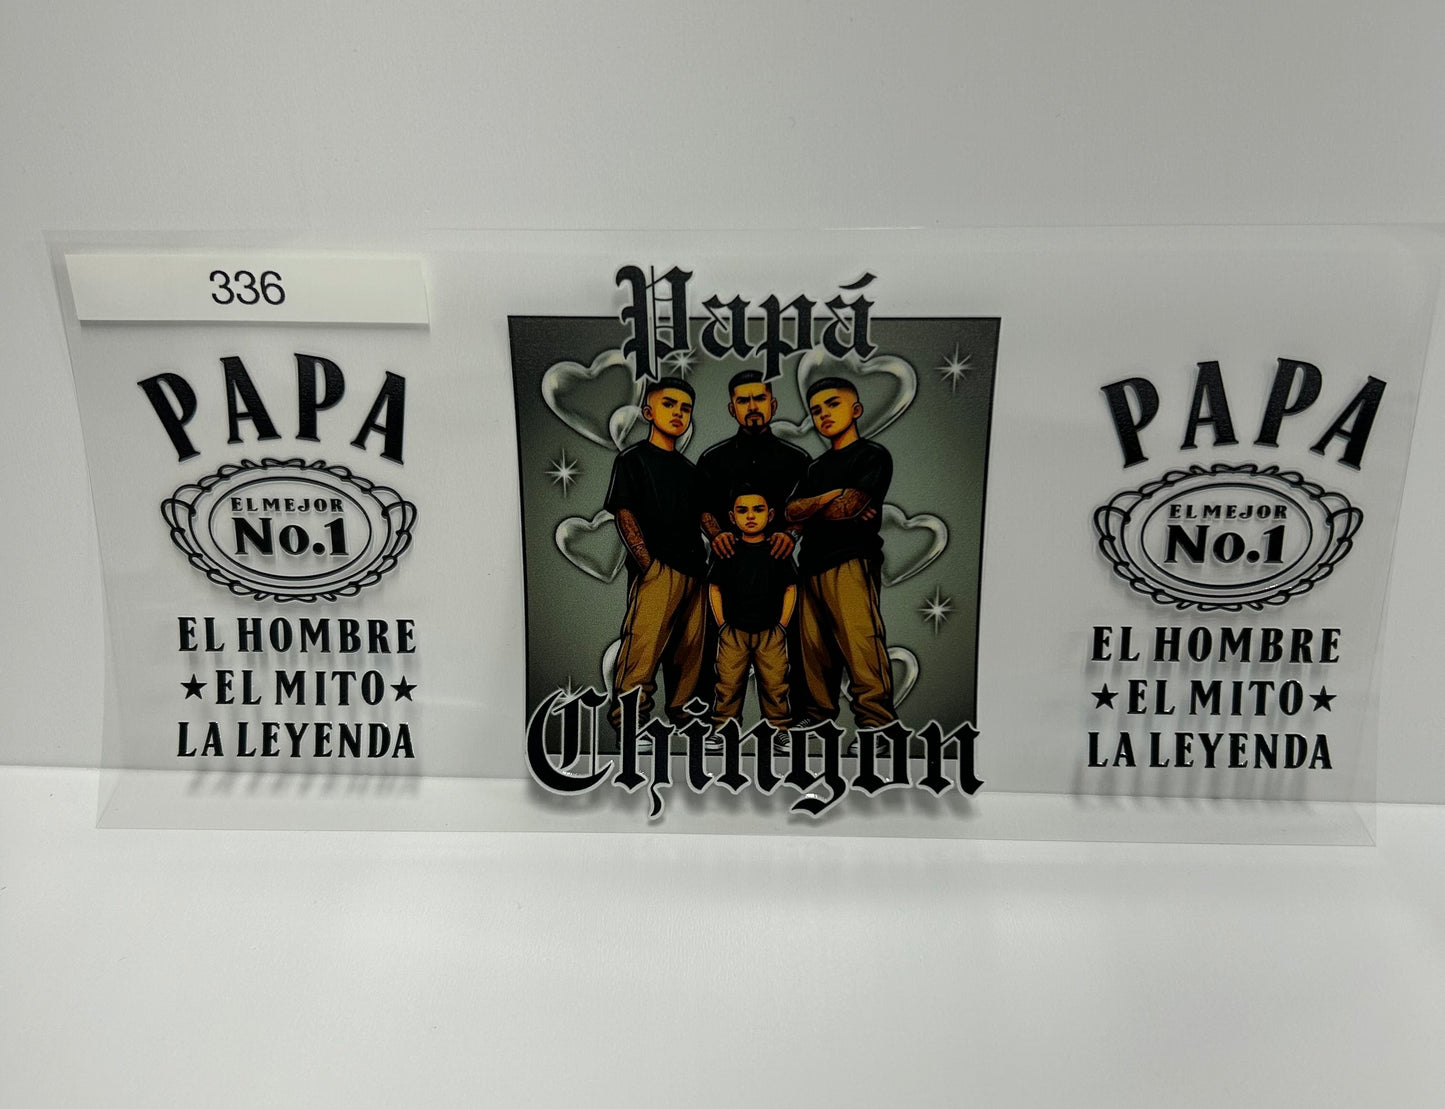 336
PAPA
EL MEJOR
No.1
EL HOMBRE
★EL MITO★
LA LEYENDA
Papá
Chingon
PAPA
EL MEJOR
No.1
EL HOMBRE
★EL MITO★
LA LEYENDA